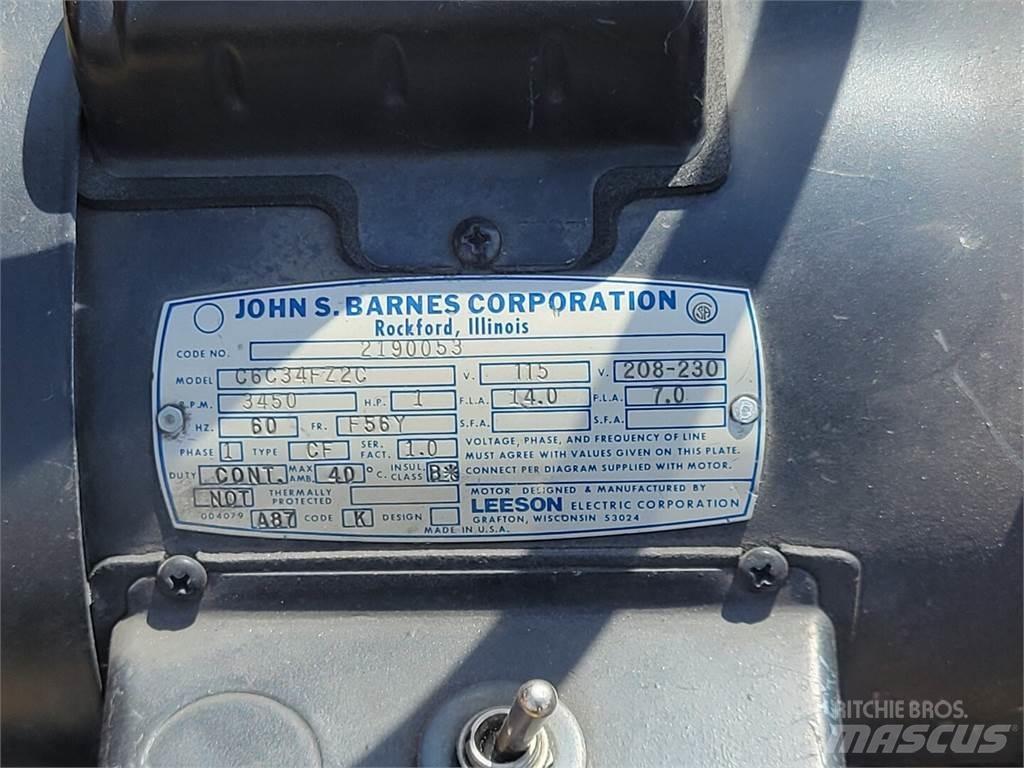 JOHN S. BARNES CORPORATION SA
Rockford, Illinois
CODE NO. 2190053
MODEL C6C34FZ2C V. 115 V. 208-230
R.P.M. 3450 H.P. 1 F.L.A. 14.0 F.L.A. 7.0
HZ. 60 FR. F56Y S.F.A. S.F.A.
PHASE 1 TYPE CF SER. FACT. 1.0 VOLTAGE, PHASE, AND FREQUENCY OF LINE
MUST AGREE WITH VALUES GIVEN ON THIS PLATE.
DUTY CONT. MAX AMB. 40 °C. INSUL. CLASS B* CONNECT PER DIAGRAM SUPPLIED WITH MOTOR.
NOT THERMALLY PROTECTED MOTOR DESIGNED & MANUFACTURED BY
LEESON ELECTRIC CORPORATION
004079 A87 CODE K DESIGN GRAFTON, WISCONSIN 53024
MADE IN U.S.A.
RITCHIE BROS.
MASCUS